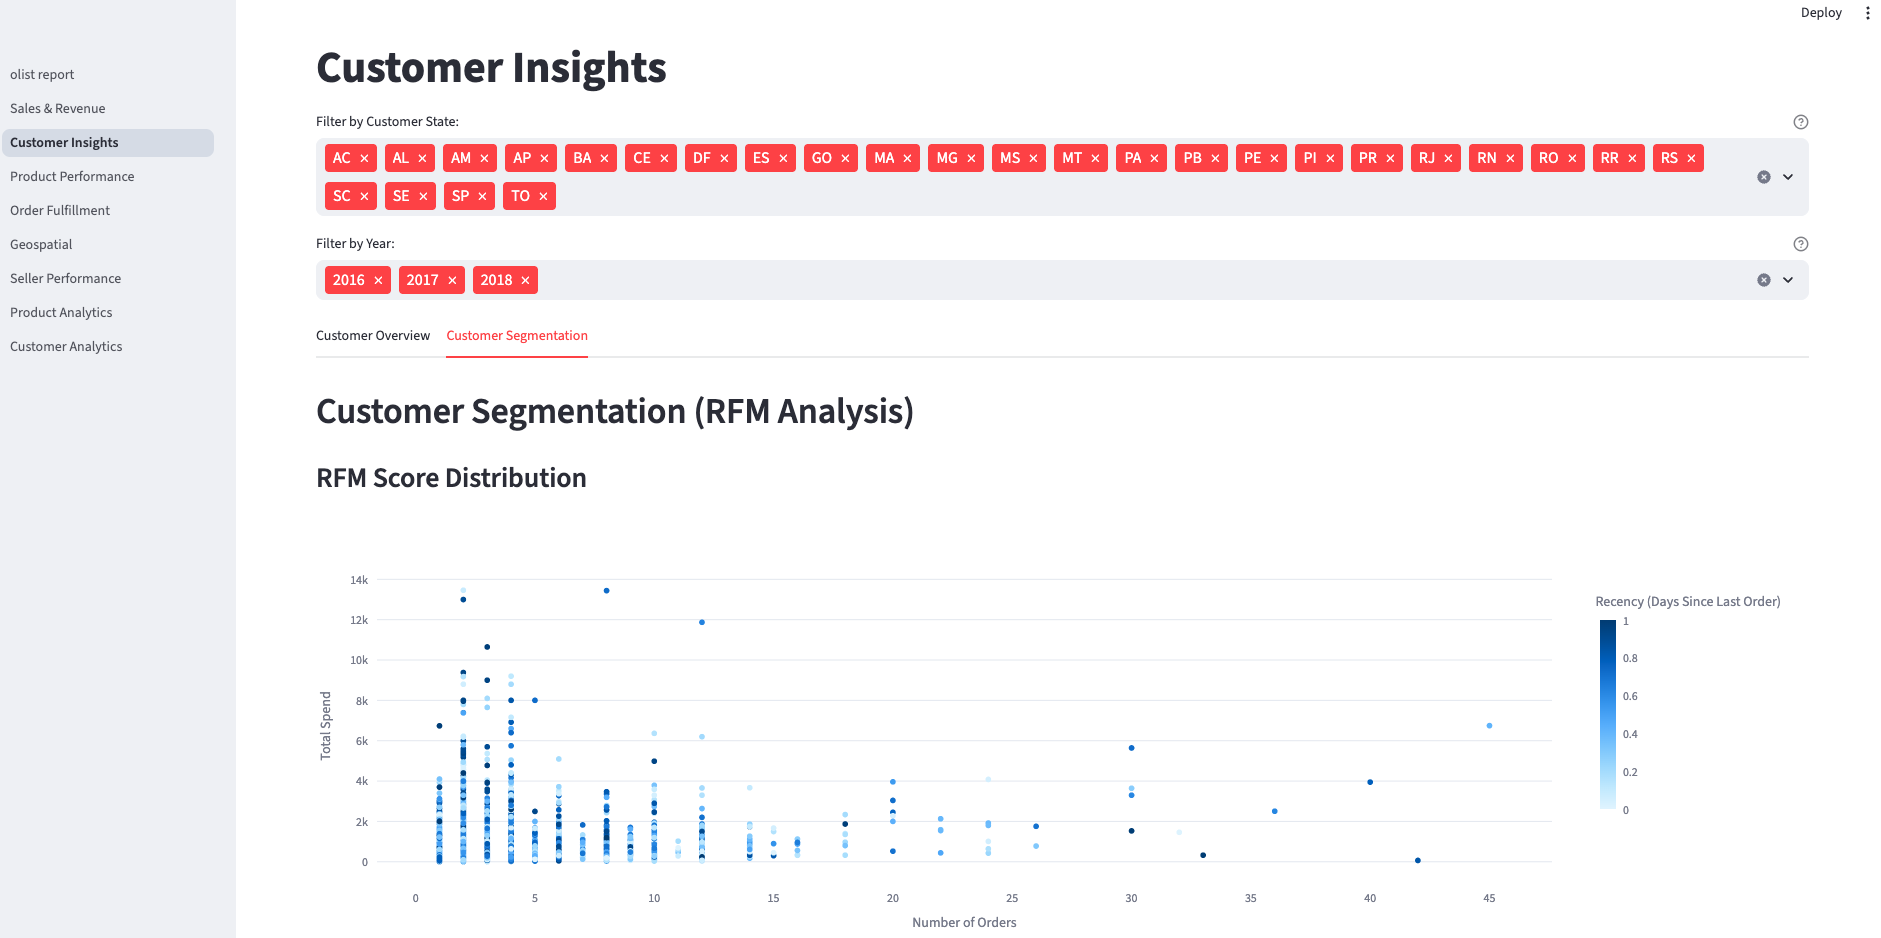 Deploy
olist report
Sales & Revenue
Customer Insights
Product Performance
Order Fulfillment
Geospatial
Seller Performance
Product Analytics
Customer Analytics
Customer Insights
Filter by Customer State:
AC AL AM AP BA CE DF ES GO MA MG MS MT PA PB PE PI PR RJ RN RO RR RS
SC SE SP TO
Filter by Year:
2016 2017 2018
Customer Overview Customer Segmentation
Customer Segmentation (RFM Analysis)
RFM Score Distribution
14k
12k
10k
8k
6k
4k
2k
0
Total Spend
0 5 10 15 20 25 30 35 40 45
Number of Orders
Recency (Days Since Last Order)
1
0.8
0.6
0.4
0.2
0